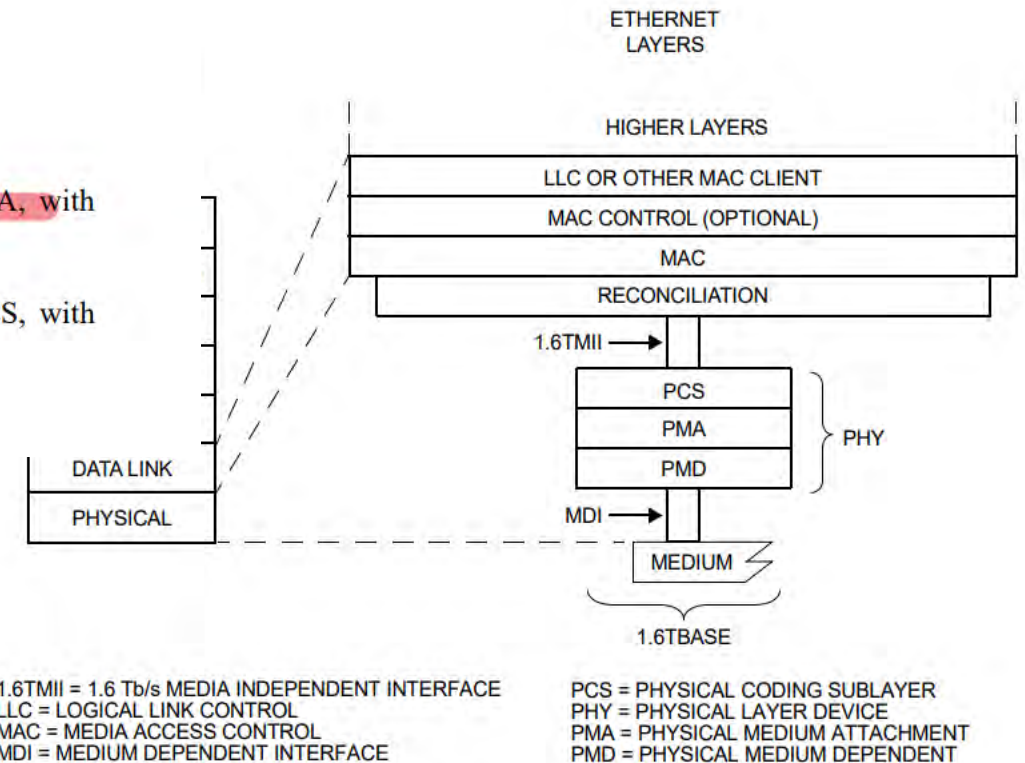 ETHERNET
LAYERS
HIGHER LAYERS
LLC OR OTHER MAC CLIENT
A, with
MAC CONTROL (OPTIONAL)
MAC
RECONCILIATION
S, with
1.6TMII
PCS
PMA
PHY
PMD
DATA LINK
PHYSICAL
MDI
MEDIUM
1.6TBASE
1.6TMII = 1.6 Tb/s MEDIA INDEPENDENT INTERFACE
LLC = LOGICAL LINK CONTROL
MAC = MEDIA ACCESS CONTROL
MDI = MEDIUM DEPENDENT INTERFACE
PCS = PHYSICAL CODING SUBLAYER
PHY = PHYSICAL LAYER DEVICE
PMA = PHYSICAL MEDIUM ATTACHMENT
PMD = PHYSICAL MEDIUM DEPENDENT